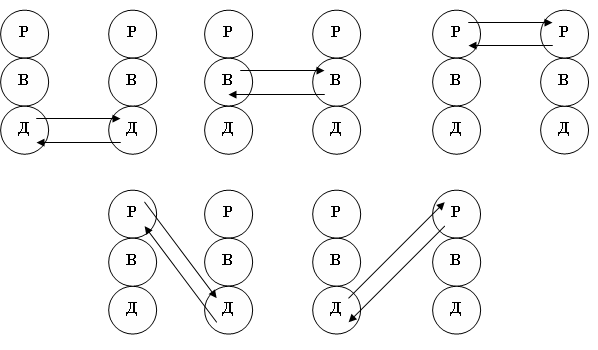 Р Р Р Р Р Р
В В В В В В
Д Д Д Д Д Д
Р Р Р Р
В В В В
Д Д Д Д